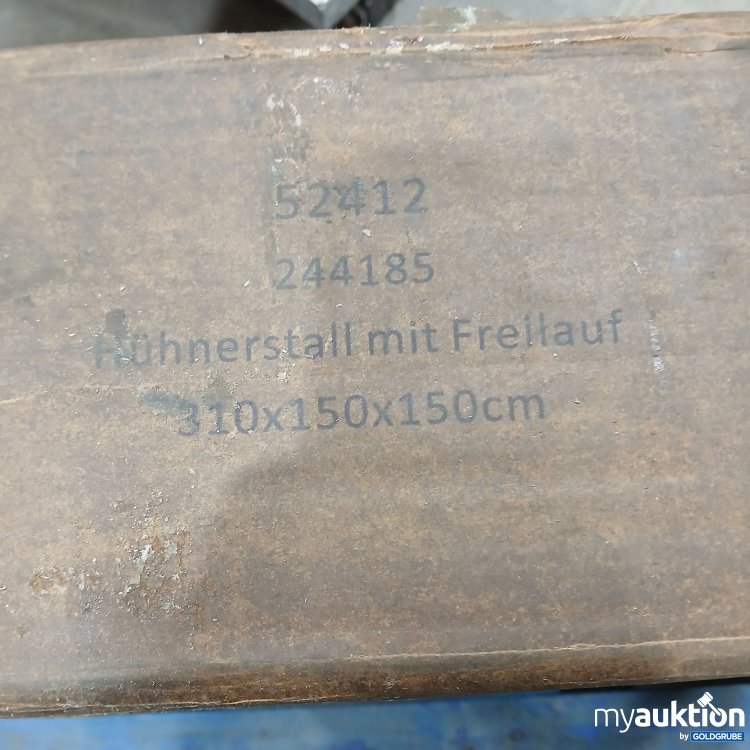 52412
244185
Hühnerstall mit Freilauf
310x150x150cm
myauktion
by GOLDGRUBE